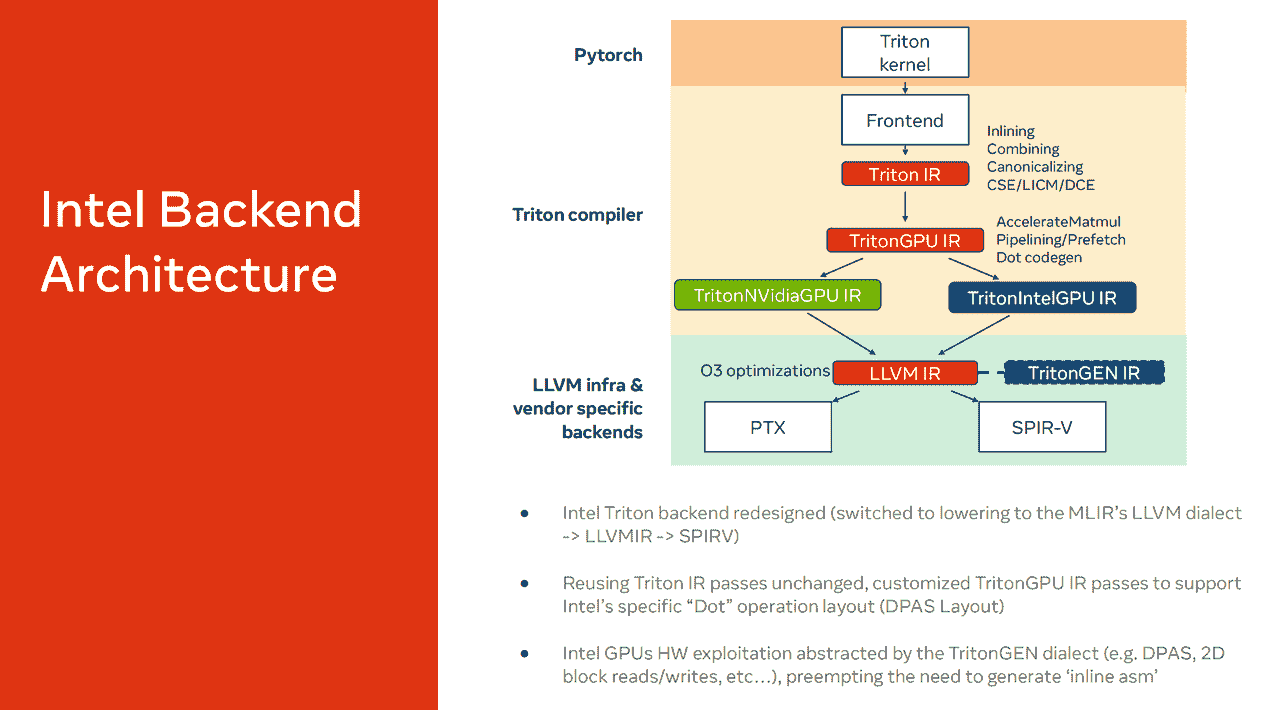 Intel Backend
Architecture
Pytorch
Triton
kernel
Frontend
Inlining
Combining
Canonicalizing
CSE/LICM/DCE
Triton IR
Triton compiler
TritonGPU IR
AccelerateMatmul
Pipelining/Prefetch
Dot codegen
TritonNVidiaGPU IR
TritonIntelGPU IR
LLVM infra &
vendor specific
backends
O3 optimizations
LLVM IR
TritonGEN IR
PTX
SPIR-V
● Intel Triton backend redesigned (switched to lowering to the MLIR's LLVM dialect
-> LLVMIR -> SPIRV)
● Reusing Triton IR passes unchanged, customized TritonGPU IR passes to support
Intel's specific “Dot” operation layout (DPAS Layout)
● Intel GPUs HW exploitation abstracted by the TritonGEN dialect (e.g. DPAS, 2D
block reads/writes, etc…), preempting the need to generate ‘inline asm’